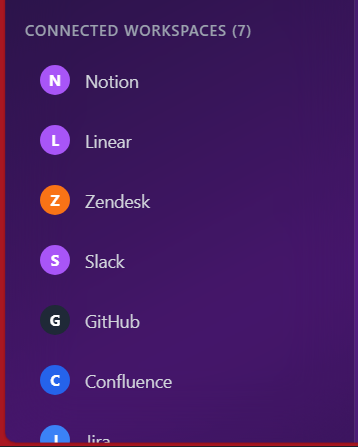 CONNECTED WORKSPACES (7)
N Notion
L Linear
Z Zendesk
S Slack
G GitHub
C Confluence
J Jira